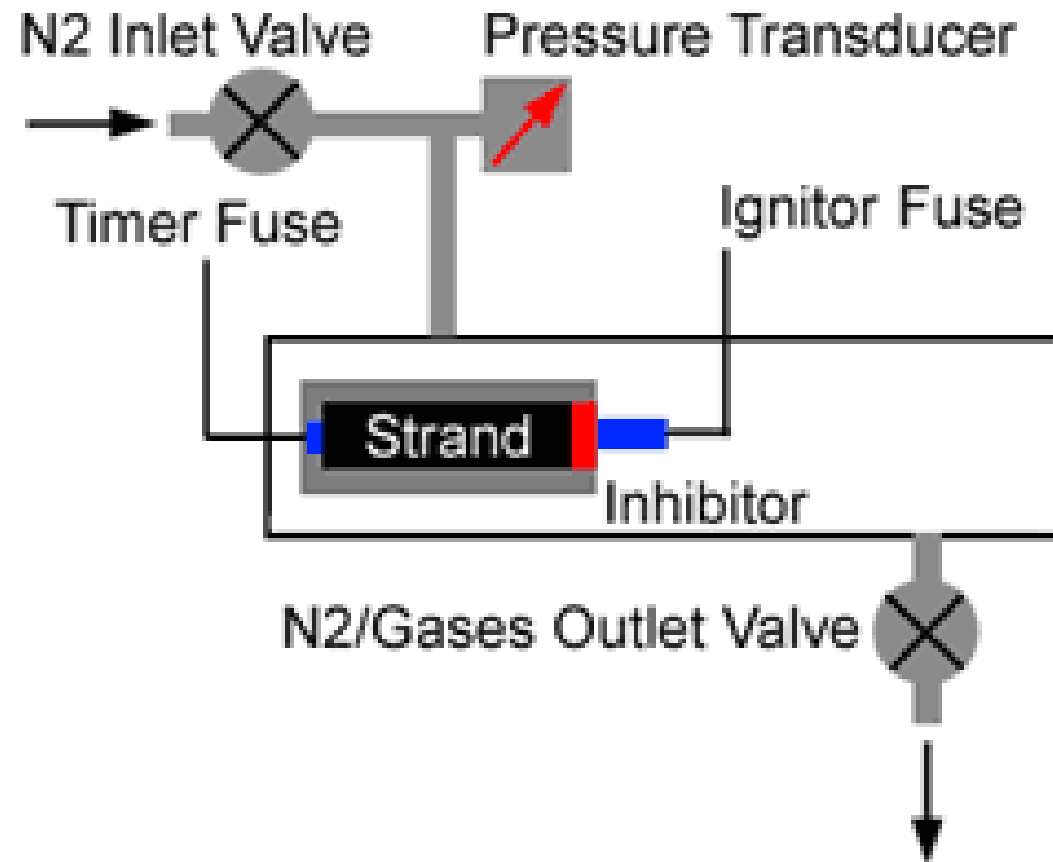 N2 Inlet Valve
Pressure Transducer
Timer Fuse
Ignitor Fuse
Strand
Inhibitor
N2/Gases Outlet Valve